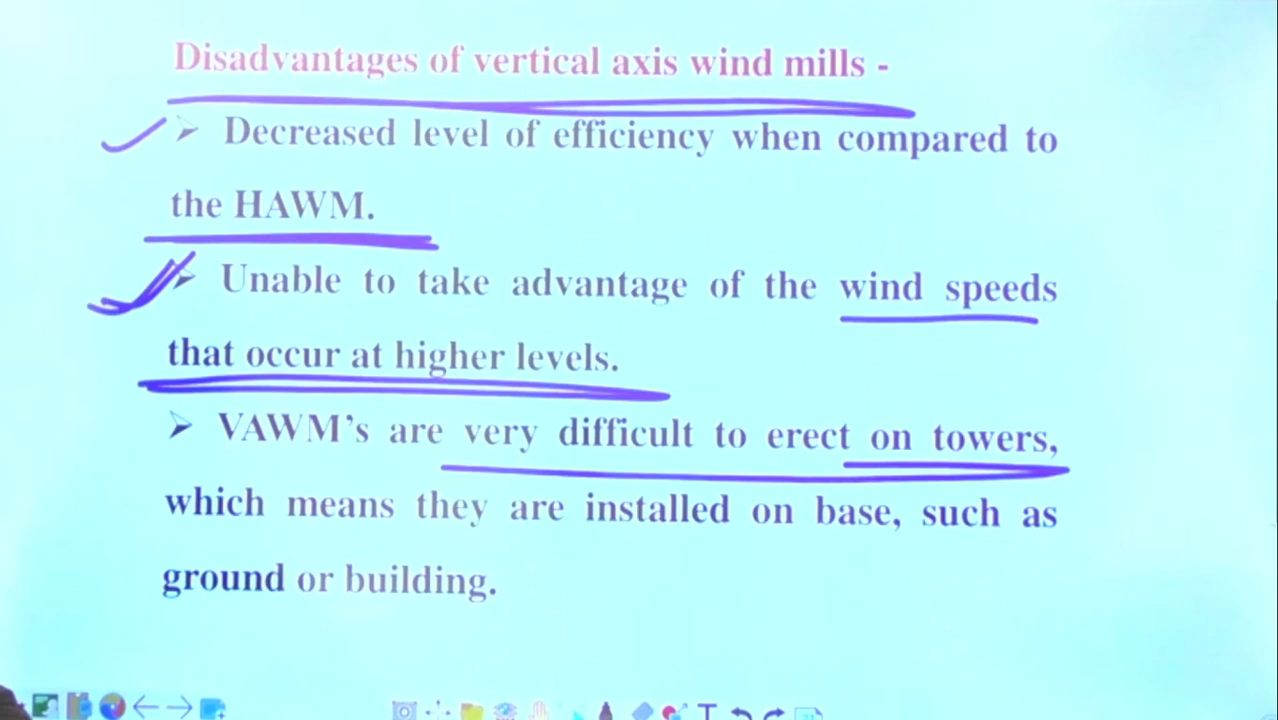 Disadvantages of vertical axis wind mills -
➤ Decreased level of efficiency when compared to
the HAWM.
➤ Unable to take advantage of the wind speeds
that occur at higher levels.
➤ VAWM's are very difficult to erect on towers,
which means they are installed on base, such as
ground or building.